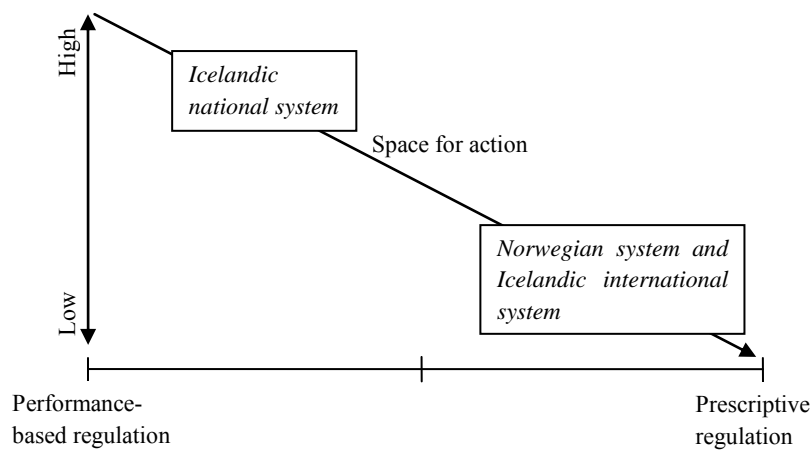 High
Icelandic
national system
Space for action
Norwegian system and
Icelandic international
system
Low
Performance-
based regulation
Prescriptive
regulation